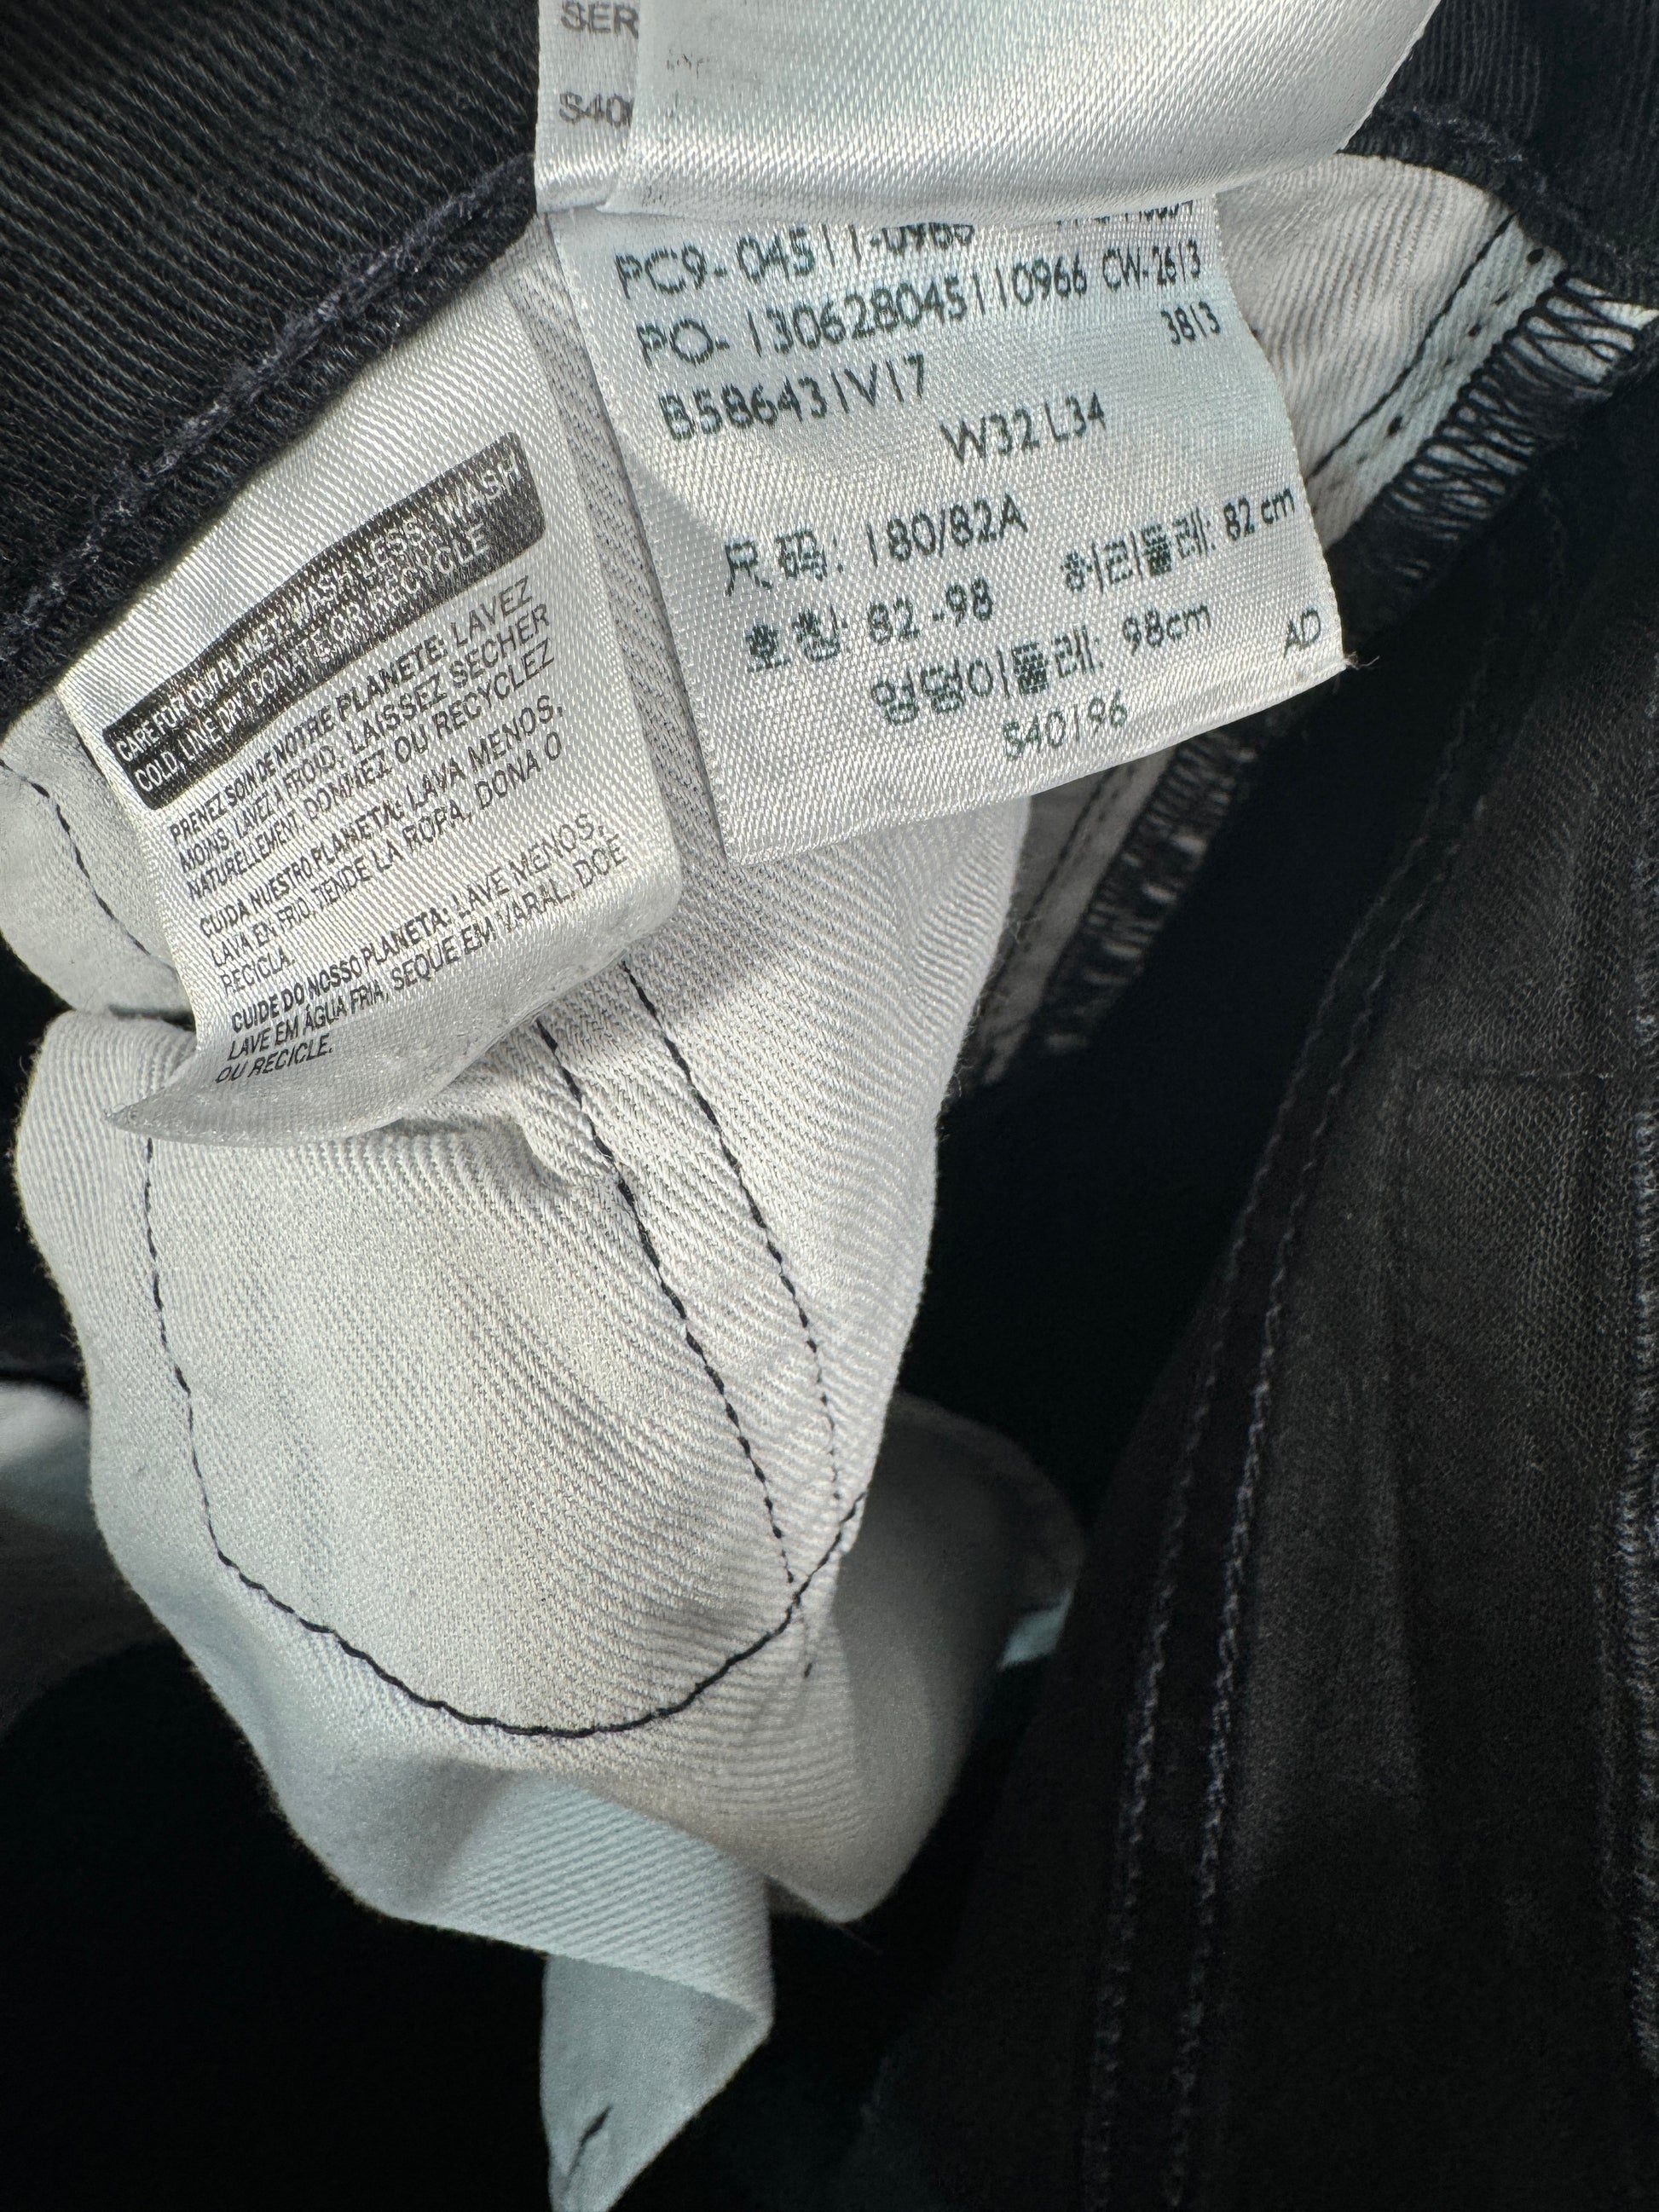 SER
S40
PC9-04511-0966
PO-130628045110966 CW-2613
3813
B586431V17
W32 L34
尺码: 180/82A
호칭: 82-98 허리둘레: 82 cm
엉덩이둘레: 98cm
S40196 AD
CARE FOR OUR PLANET: WASH LESS, WASH
COLD, LINE DRY, DONATE OR RECYCLE
PRENEZ SOIN DE NOTRE PLANETE: LAVEZ
MOINS, LAVEZ A FROID, LAISSEZ SECHER
NATURELLEMENT, DONNEZ OU RECYCLEZ
CUIDA NUESTRO PLANETA: LAVA MENOS,
LAVA EN FRIO, TIENDE LA ROPA, DONA O
RECICLA.
CUIDE DO NOSSO PLANETA: LAVE MENOS,
LAVE EM ÁGUA FRIA, SEQUE EM VARAL, DOE
OU RECICLE.